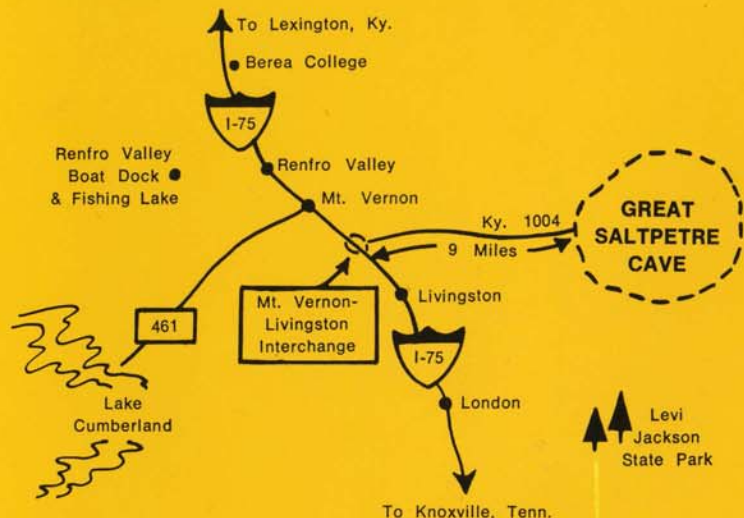 To Lexington, Ky.
Berea College
I-75
Renfro Valley
Boat Dock
& Fishing Lake
Renfro Valley
Mt. Vernon
Ky. 1004
9 Miles
GREAT
SALTPETRE
CAVE
Mt. Vernon-
Livingston
Interchange
Livingston
461
I-75
Lake
Cumberland
London
Levi
Jackson
State Park
To Knoxville, Tenn.